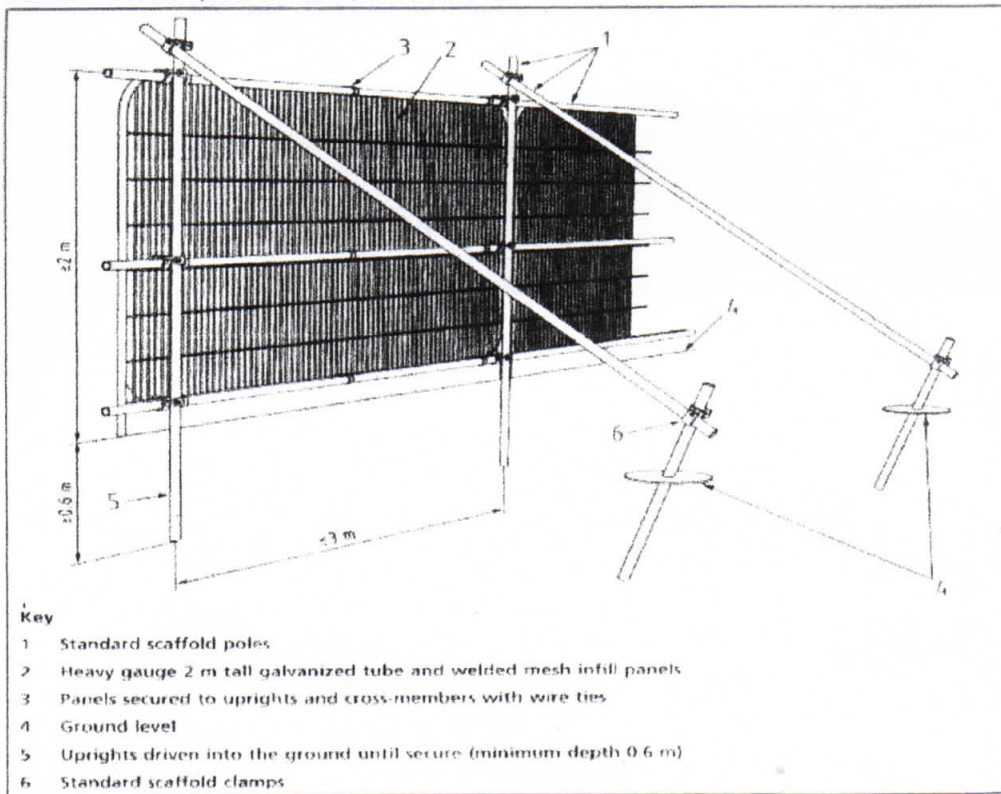 3
2
1
≥2 m
4
6
5
≥0.6 m
≤3 m
4
Key
1 Standard scaffold poles
2 Heavy gauge 2 m tall galvanized tube and welded mesh infill panels
3 Panels secured to uprights and cross-members with wire ties
4 Ground level
5 Uprights driven into the ground until secure (minimum depth 0.6 m)
6 Standard scaffold clamps